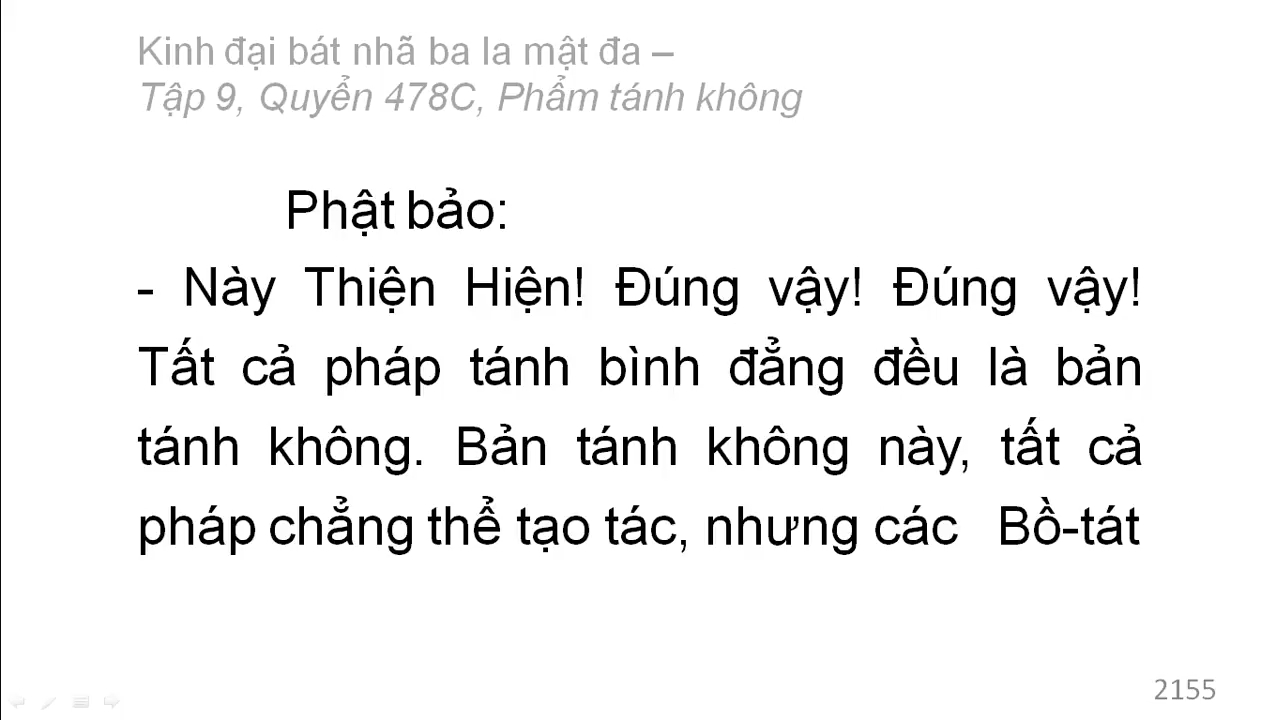 Kinh đại bát nhã ba la mật đa –
Tập 9, Quyển 478C, Phẩm tánh không
Phật bảo:
- Này Thiện Hiện! Đúng vậy! Đúng vậy!
Tất cả pháp tánh bình đẳng đều là bản
tánh không. Bản tánh không này, tất cả
pháp chẳng thể tạo tác, nhưng các Bồ-tát
2155